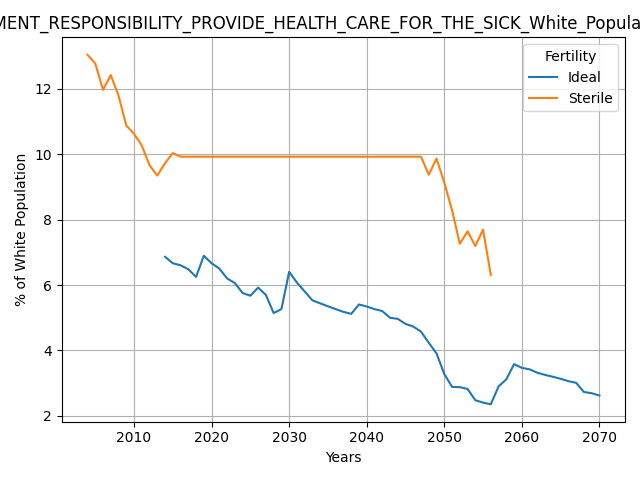 MENT_RESPONSIBILITY_PROVIDE_HEALTH_CARE_FOR_THE_SICK_White_Popula
Fertility
Ideal
Sterile
% of White Population
12
10
8
6
4
2
2010 2020 2030 2040 2050 2060 2070
Years